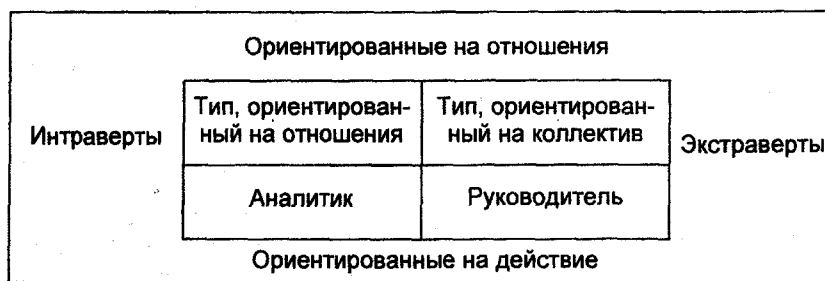 Ориентированные на отношения
Тип, ориентирован-
ный на отношения
Тип, ориентирован-
ный на коллектив
Интраверты
Экстраверты
Аналитик
Руководитель
Ориентированные на действие